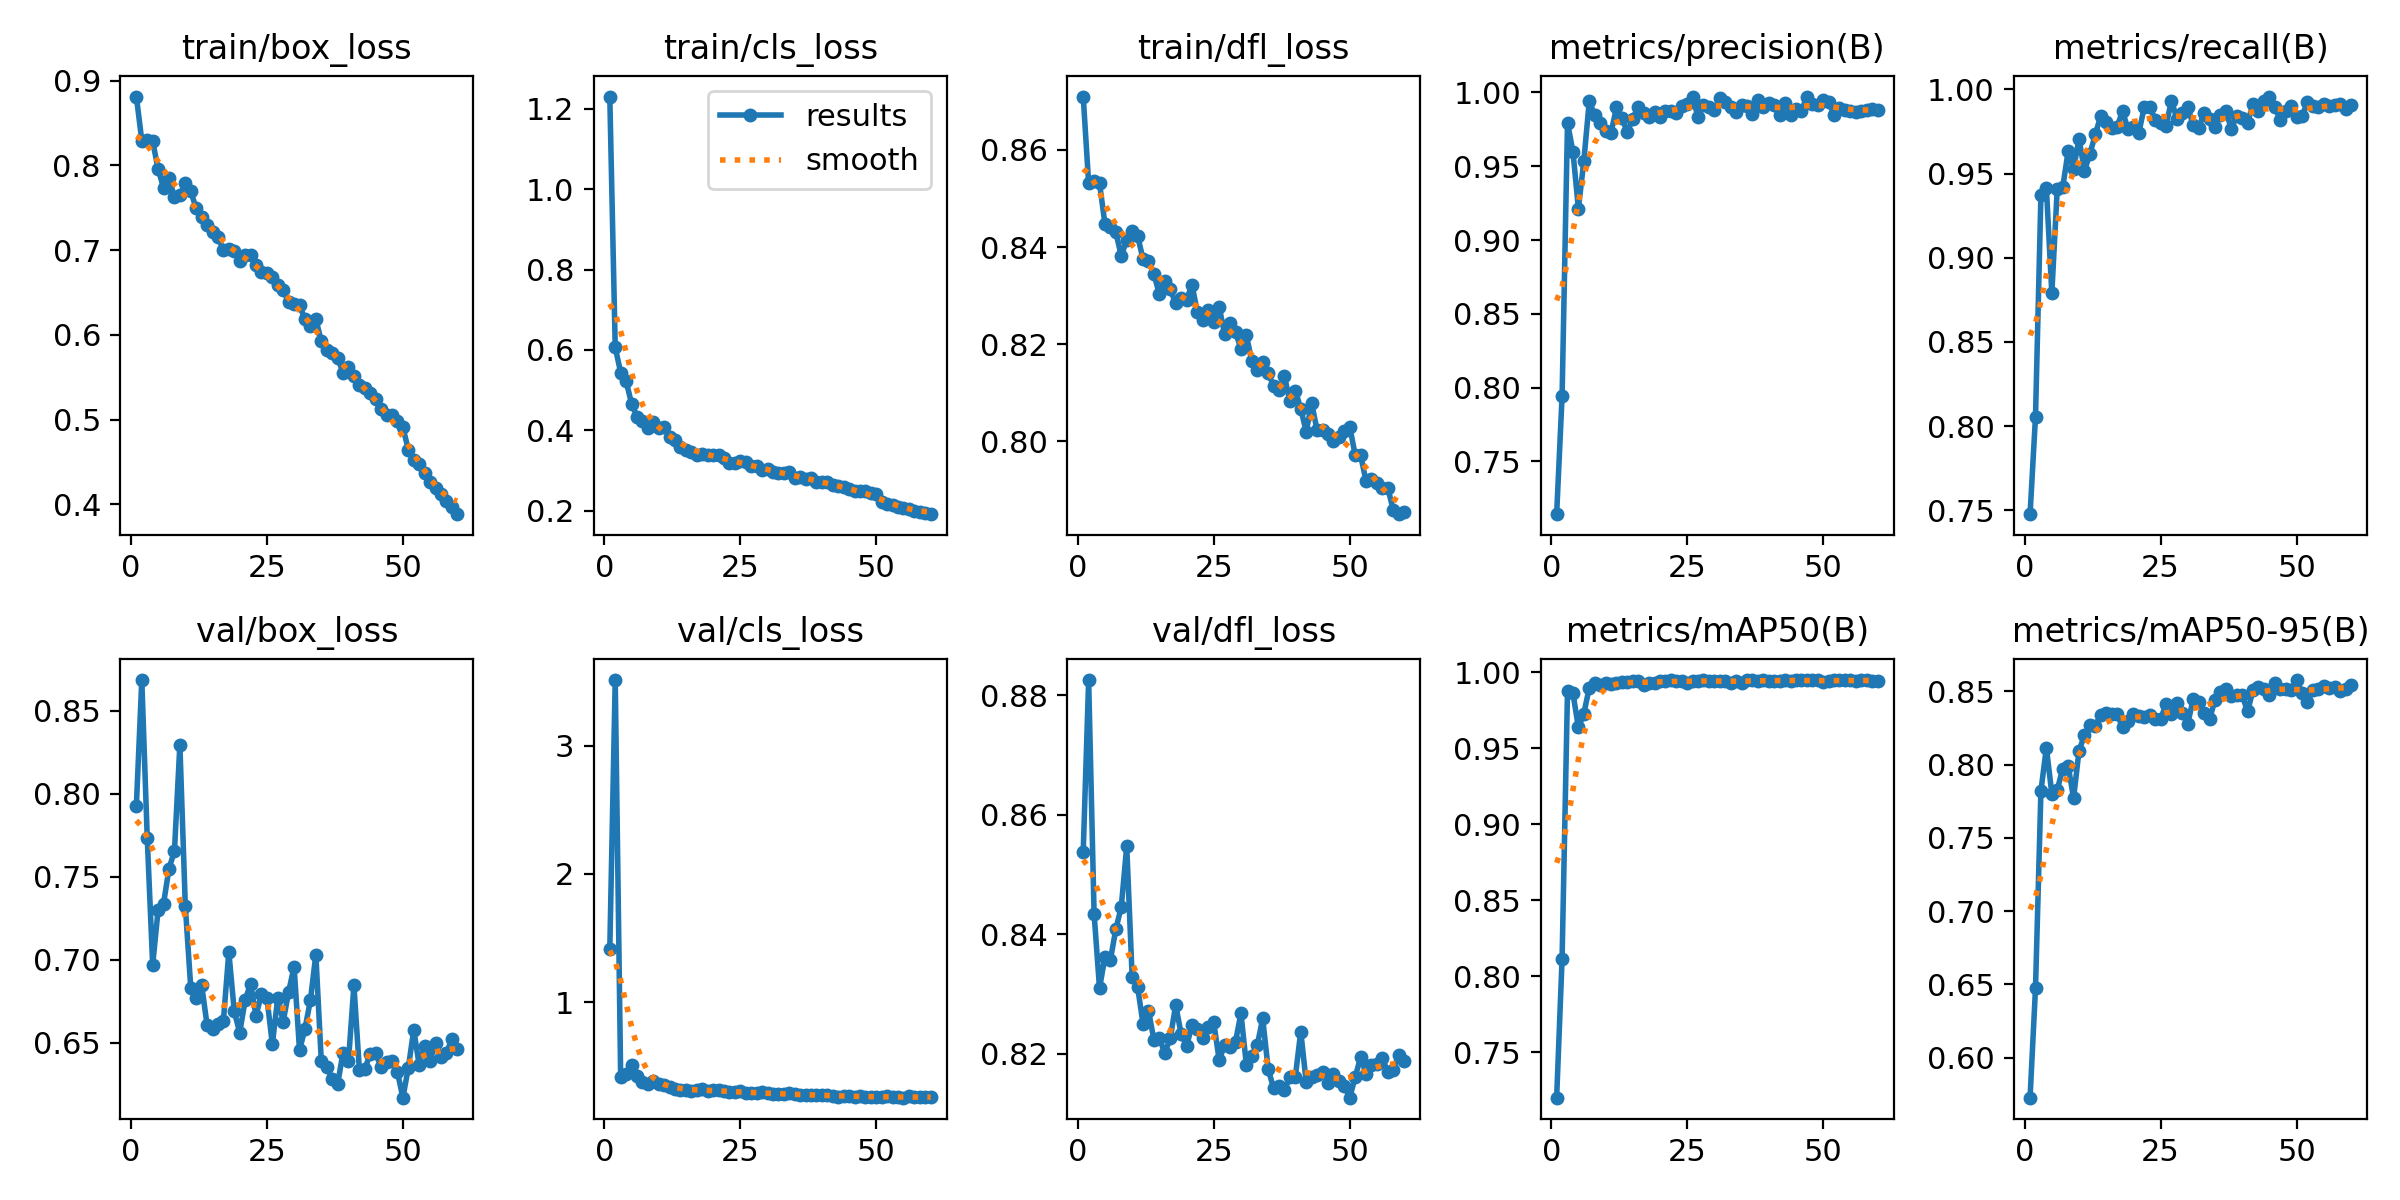 train/box_loss
0.9
0.8
0.7
0.6
0.5
0.4
0 25 50
train/cls_loss
results
smooth
1.2
1.0
0.8
0.6
0.4
0.2
0 25 50
train/dfl_loss
0.86
0.84
0.82
0.80
0 25 50
metrics/precision(B)
1.00
0.95
0.90
0.85
0.80
0.75
0 25 50
metrics/recall(B)
1.00
0.95
0.90
0.85
0.80
0.75
0 25 50
val/box_loss
0.85
0.80
0.75
0.70
0.65
0 25 50
val/cls_loss
3
2
1
0 25 50
val/dfl_loss
0.88
0.86
0.84
0.82
0 25 50
metrics/mAP50(B)
1.00
0.95
0.90
0.85
0.80
0.75
0 25 50
metrics/mAP50-95(B)
0.85
0.80
0.75
0.70
0.65
0.60
0 25 50